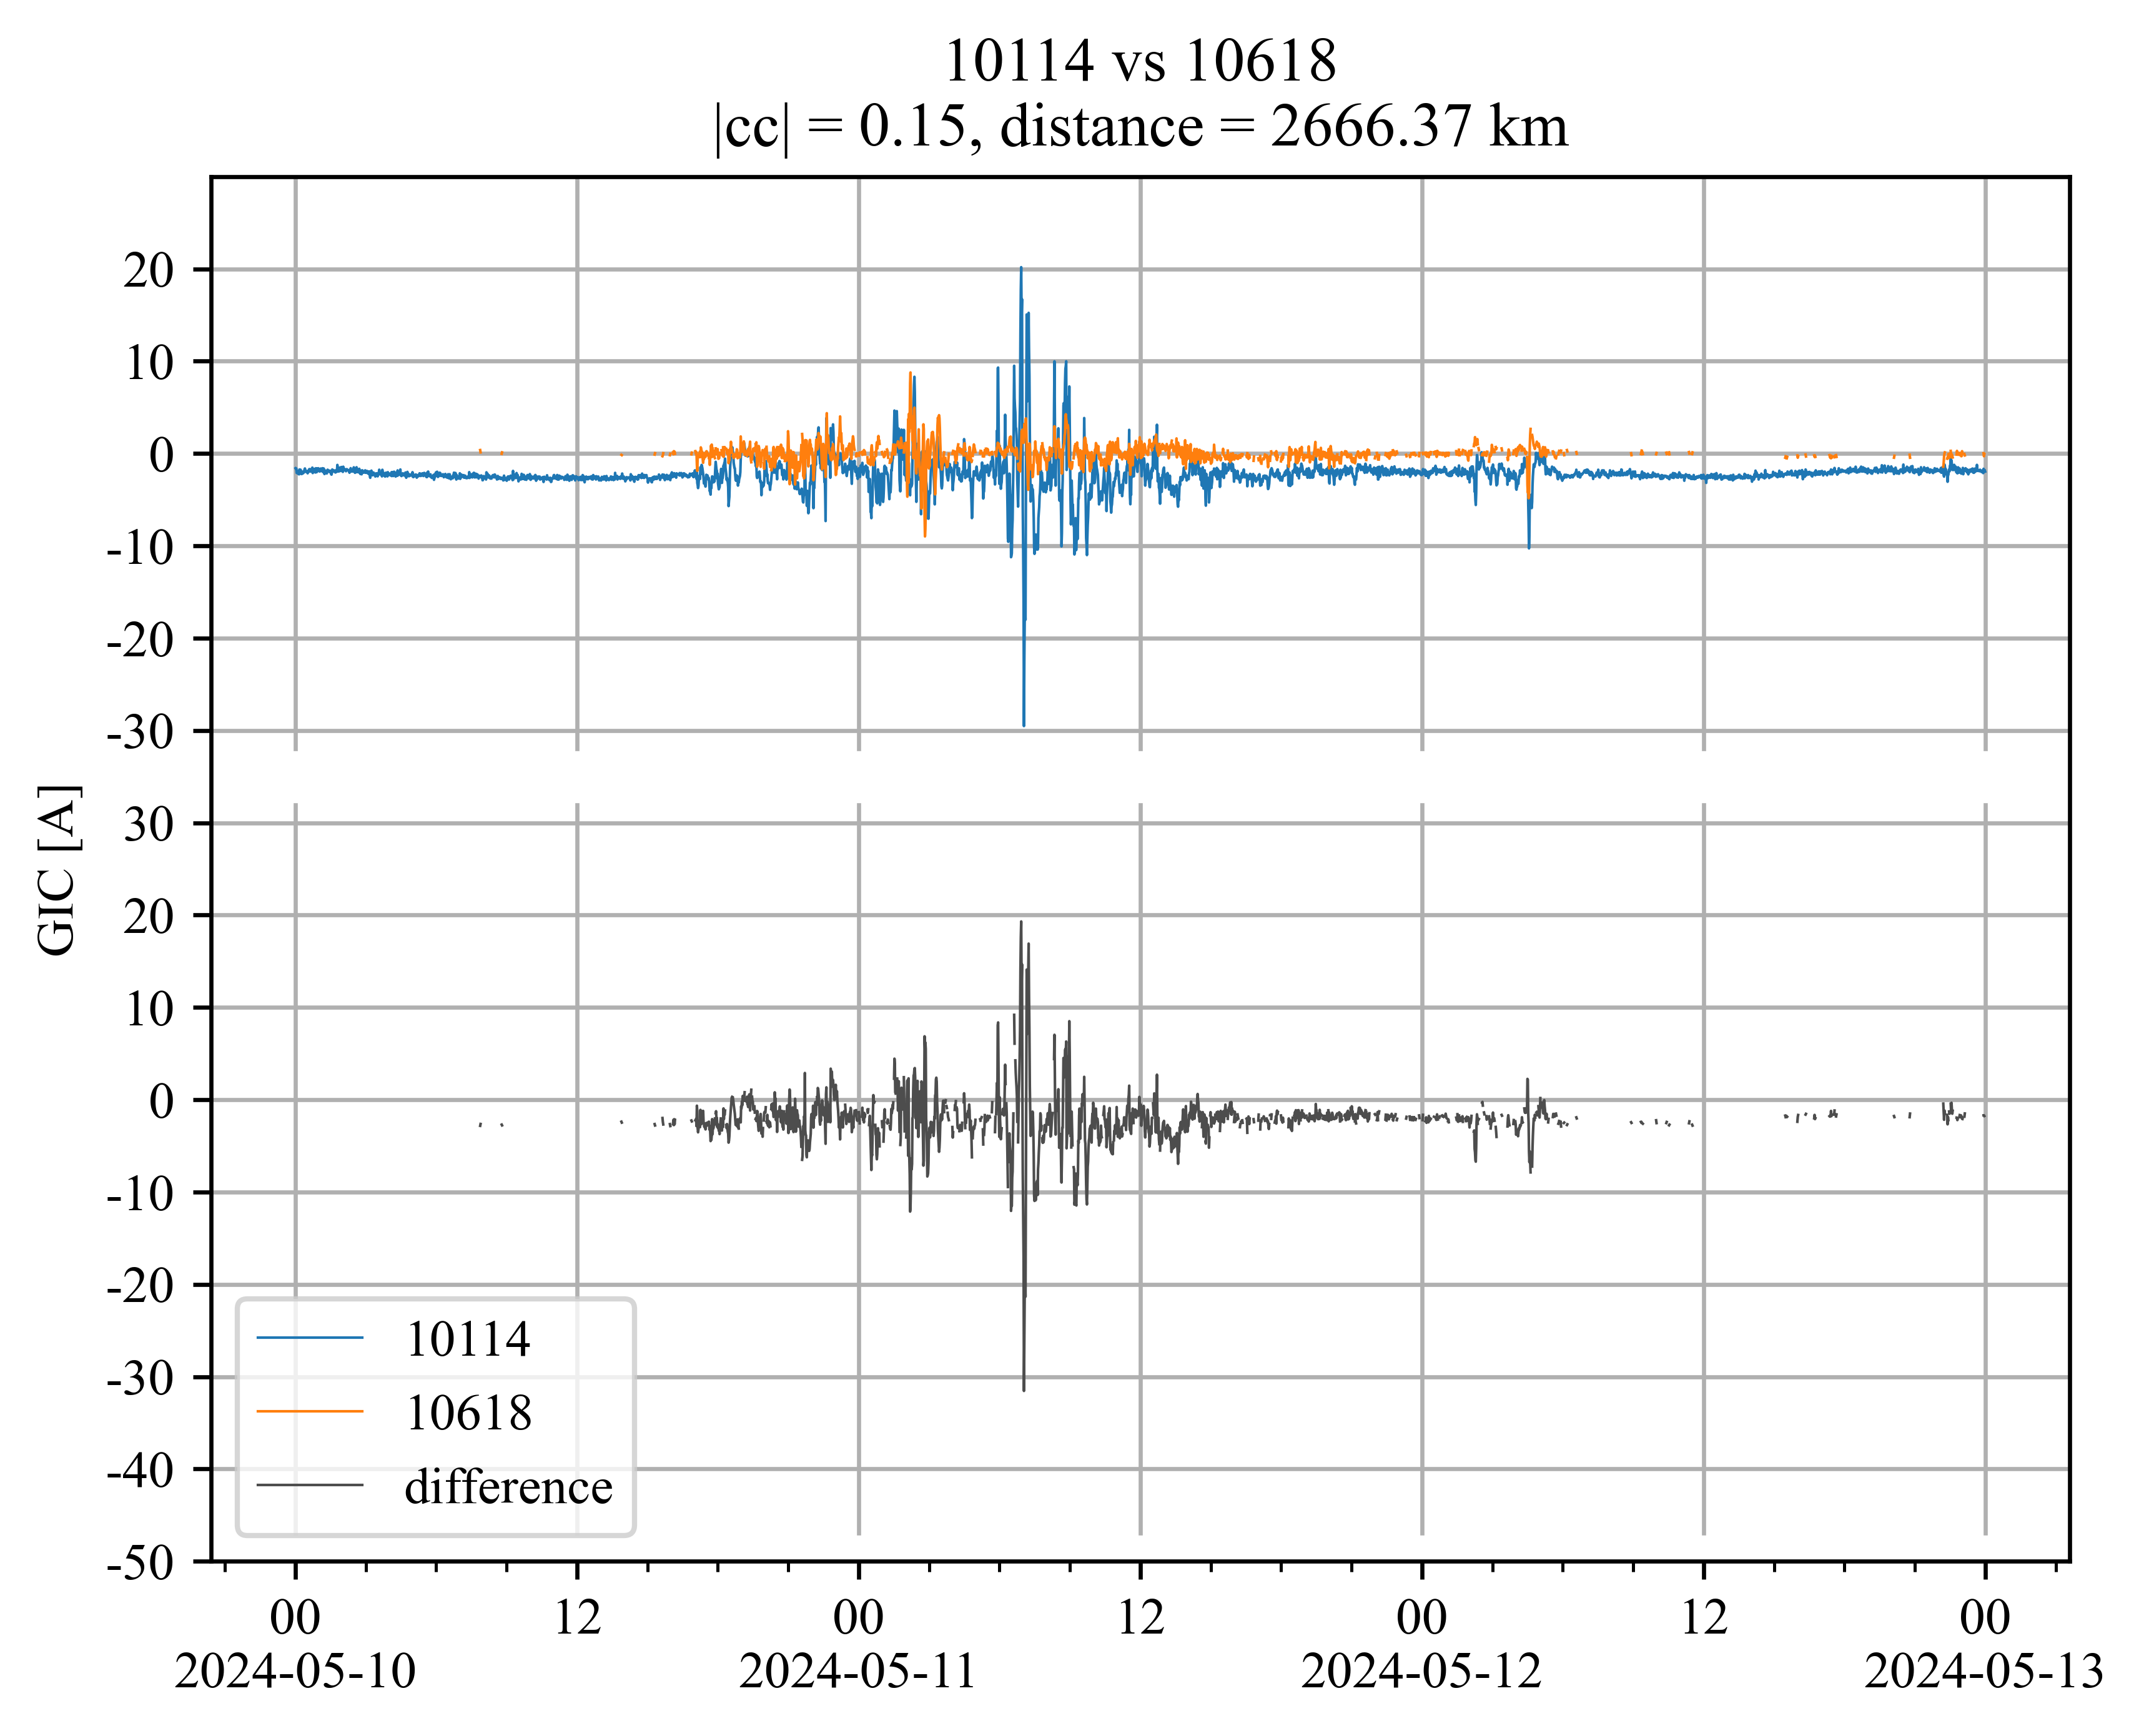 10114 vs 10618
|cc| = 0.15, distance = 2666.37 km
20
10
0
-10
-20
-30
30
20
10
0
-10
-20
-30
-40
-50
GIC [A]
10114
10618
difference
00 12 00 12 00 12 00
2024-05-10 2024-05-11 2024-05-12 2024-05-13